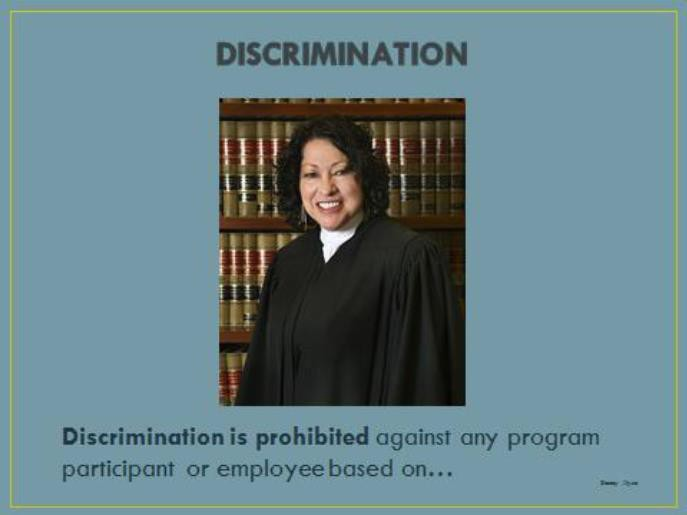 DISCRIMINATION
Discrimination is prohibited against any program
participant or employee based on...